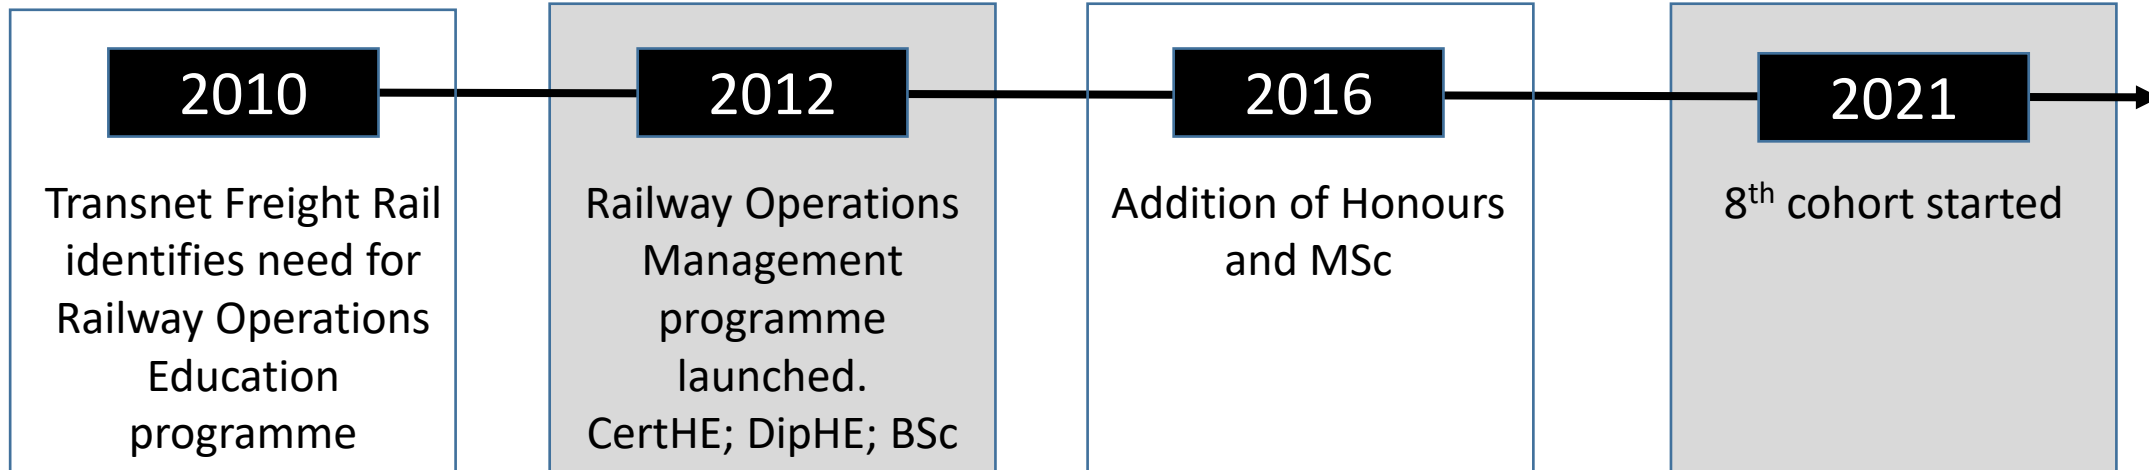 2010
Transnet Freight Rail
identifies need for
Railway Operations
Education
programme
2012
Railway Operations
Management
programme
launched.
CertHE; DipHE; BSc
2016
Addition of Honours
and MSc
2021
8th cohort started